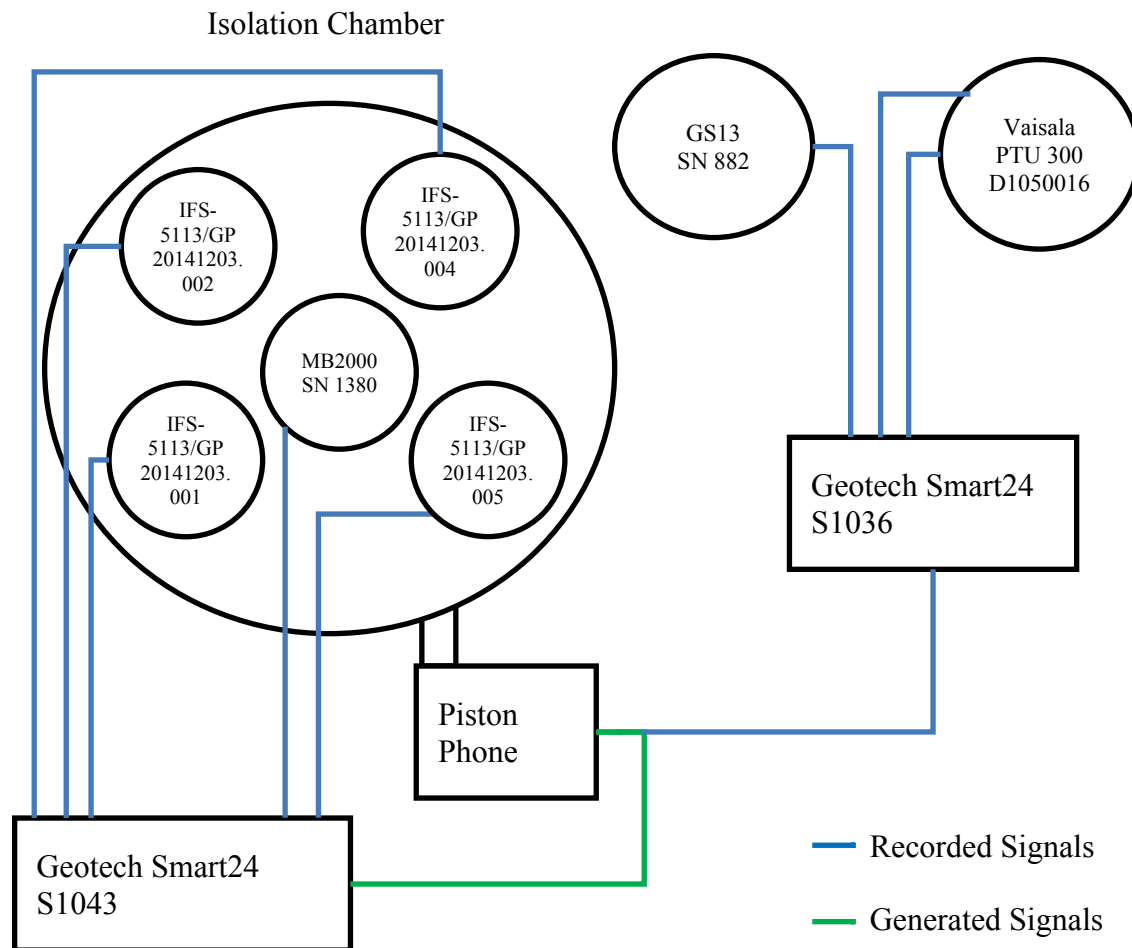 Isolation Chamber
IFS-
5113/GP
20141203.
002
IFS-
5113/GP
20141203.
004
MB2000
SN 1380
IFS-
5113/GP
20141203.
001
IFS-
5113/GP
20141203.
005
GS13
SN 882
Vaisala
PTU 300
D1050016
Geotech Smart24
S1036
Piston
Phone
Geotech Smart24
S1043
Recorded Signals
Generated Signals